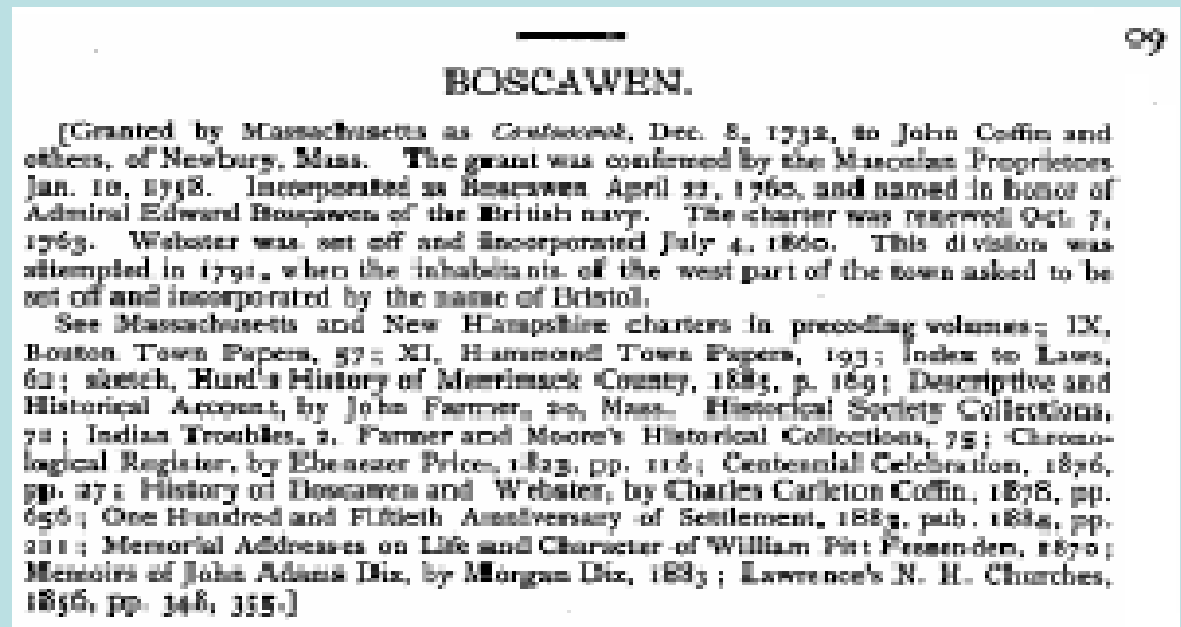 09
BOSCAWEN.
[Granted by Massachusetts as Contoocook, Dec. 8, 1732, to John Coffin and
others, of Newbury, Mass. The grant was confirmed by the Masonian Proprietors
Jan. 10, 1758. Incorporated as Boscawen April 22, 1760, and named in honor of
Admiral Edward Boscawen of the British navy. The charter was renewed Oct. 7,
1763. Webster was set off and incorporated July 4, 1860. This division was
attempted in 1791, when the inhabitants of the west part of the town asked to be
set off and incorporated by the name of Bristol.
See Massachusetts and New Hampshire charters in preceding volumes; IX,
Bouton Town Papers, 57; XI, Hammond Town Papers, 193; Index to Laws,
62; sketch, Hurd's History of Merrimack County, 1885, p. 169; Descriptive and
Historical Account, by John Farmer, 20, Mass. Historical Society Collections,
71; Indian Troubles, 2, Farmer and Moore's Historical Collections, 75; Chrono-
logical Register, by Ebenezer Price, 1823, pp. 116; Centennial Celebration, 1876,
pp. 27; History of Boscawen and Webster, by Charles Carleton Coffin, 1878, pp.
656; One Hundred and Fiftieth Anniversary of Settlement, 1883, pub. 1884, pp.
Memorial Addresses on Life and Character of William Pitt Fessenden, 1870;
Memoirs of John Adams Dix, by Morgan Dix, 1883; Lawrence's N. H. Churches,
1856, pp. 348, 355.]